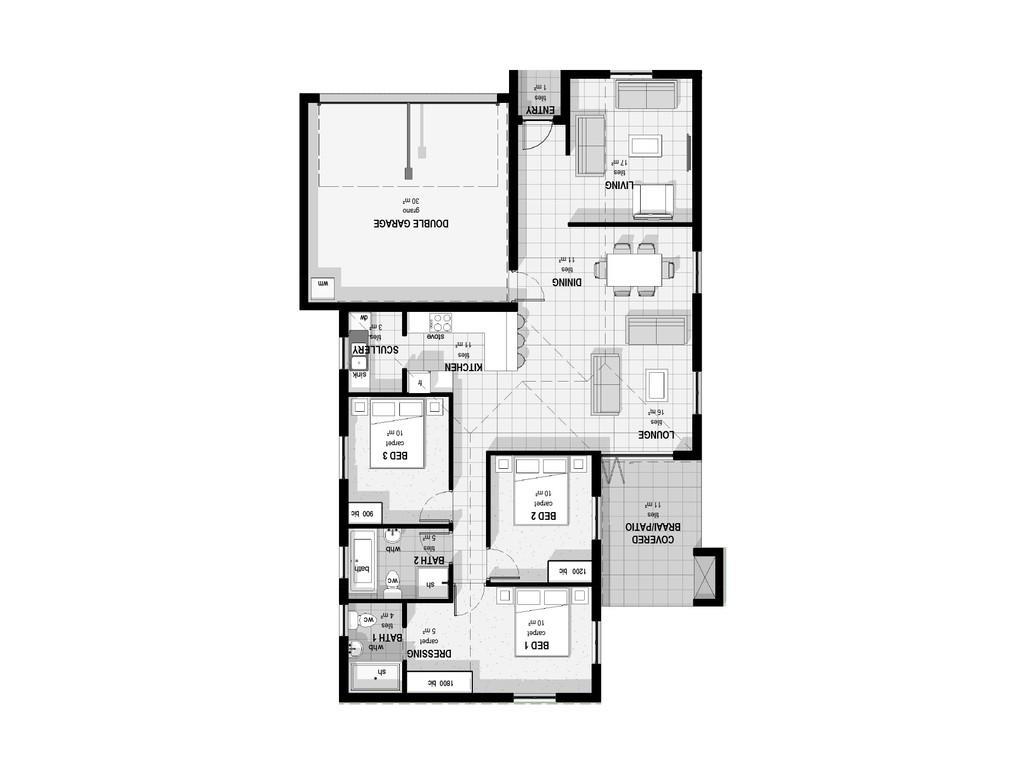 1800 bic
sh
BED 1
carpet
10 m²
DRESSING
carpet
5 m²
whb
BATH 1
tiles
4 m²
wc
sh
wc
bath
1200 bic
BATH 2
tiles
5 m²
whb
COVERED
BRAAI/PATIO
tiles
11 m²
BED 2
carpet
10 m²
900 bic
BED 3
carpet
10 m²
LOUNGE
tiles
16 m²
fr
sink
KITCHEN
tiles
11 m²
SCULLERY
tiles
3 m²
stove
dw
DINING
tiles
11 m²
wm
DOUBLE GARAGE
grano
30 m²
LIVING
tiles
17 m²
ENTRY
tiles
1 m²